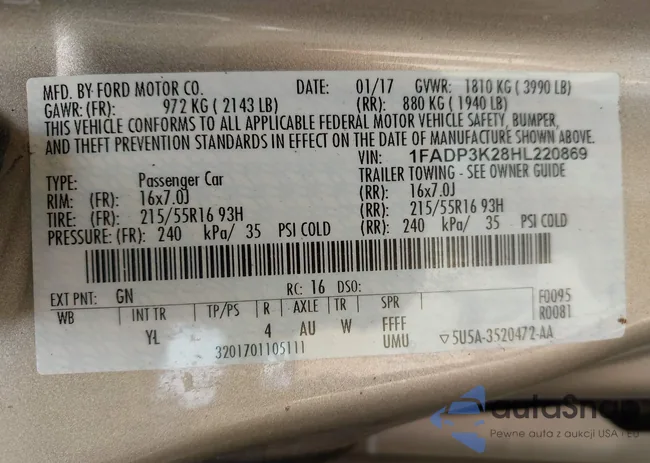 MFD. BY FORD MOTOR CO. DATE: 01/17 GVWR: 1810 KG (3990 LB)
GAWR: (FR): 972 KG (2143 LB) (RR): 880 KG (1940 LB)
THIS VEHICLE CONFORMS TO ALL APPLICABLE FEDERAL MOTOR VEHICLE SAFETY, BUMPER,
AND THEFT PREVENTION STANDARDS IN EFFECT ON THE DATE OF MANUFACTURE SHOWN ABOVE.
VIN: 1FADP3K28HL220869
TYPE: Passenger Car TRAILER TOWING - SEE OWNER GUIDE
RIM: (FR): 16x7.0J (RR): 16x7.0J
TIRE: (FR): 215/55R16 93H (RR): 215/55R16 93H
PRESSURE: (FR): 240 kPa/ 35 PSI COLD (RR): 240 kPa/ 35 PSI COLD
EXT PNT: GN RC: 16 DSO: F0095
WB INT TR TP/PS R AXLE TR SPR R0081
YL 4 AU W FFFF
3201701105111 UMU ▽5U5A-3520472-AA
autaSnap
Pewne auta z aukcji USA i EU